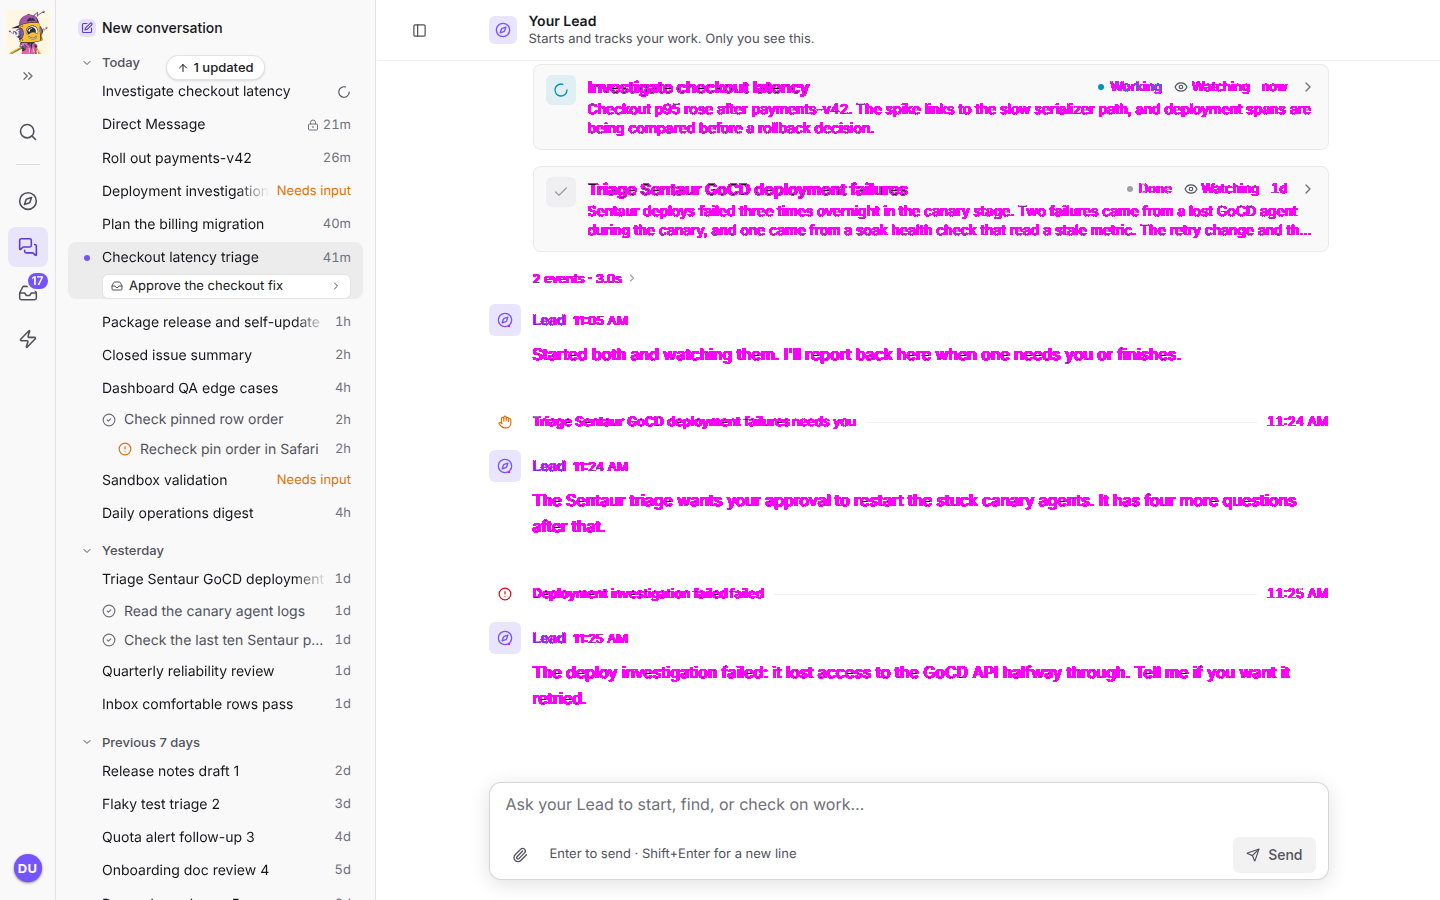 New conversation
Today
1 updated
Investigate checkout latency
Direct Message 21m
Roll out payments-v42 26m
Deployment investigation Needs input
Plan the billing migration 40m
Checkout latency triage 41m
Approve the checkout fix
Package release and self-update 1h
Closed issue summary 2h
Dashboard QA edge cases 4h
Check pinned row order 2h
Recheck pin order in Safari 2h
Sandbox validation Needs input
Daily operations digest 4h
Yesterday
Triage Sentaur GoCD deployment 1d
Read the canary agent logs 1d
Check the last ten Sentaur p... 1d
Quarterly reliability review 1d
Inbox comfortable rows pass 1d
Previous 7 days
Release notes draft 1 2d
Flaky test triage 2 3d
Quota alert follow-up 3 4d
Onboarding doc review 4 5d
17
DU
Your Lead
Starts and tracks your work. Only you see this.
Investigate checkout latency Working Watching now
Checkout p95 rose after payments-v42. The spike links to the slow serializer path, and deployment spans are
being compared before a rollback decision.
Triage Sentaur GoCD deployment failures Done Watching 1d
Sentaur deploys failed three times overnight in the canary stage. Two failures came from a lost GoCD agent
during the canary, and one came from a soak health check that read a stale metric. The retry change and th...
2 events · 3.0s
Lead 11:05 AM
Started both and watching them. I'll report back here when one needs you or finishes.
Triage Sentaur GoCD deployment failures needs you 11:24 AM
Lead 11:24 AM
The Sentaur triage wants your approval to restart the stuck canary agents. It has four more questions
after that.
Deployment investigation failed failed 11:25 AM
Lead 11:25 AM
The deploy investigation failed: it lost access to the GoCD API halfway through. Tell me if you want it
retried.
Ask your Lead to start, find, or check on work...
Enter to send · Shift+Enter for a new line
Send